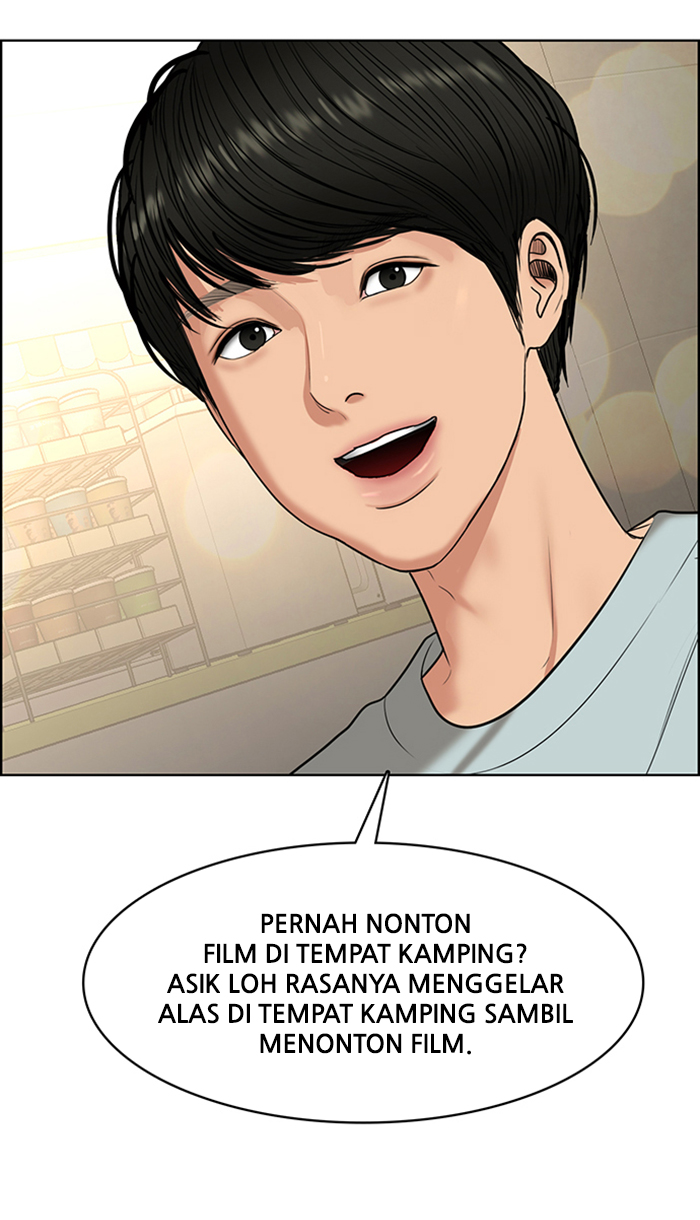 PERNAH NONTON
FILM DI TEMPAT KAMPING?
ASIK LOH RASANYA MENGGELAR
ALAS DI TEMPAT KAMPING SAMBIL
MENONTON FILM.